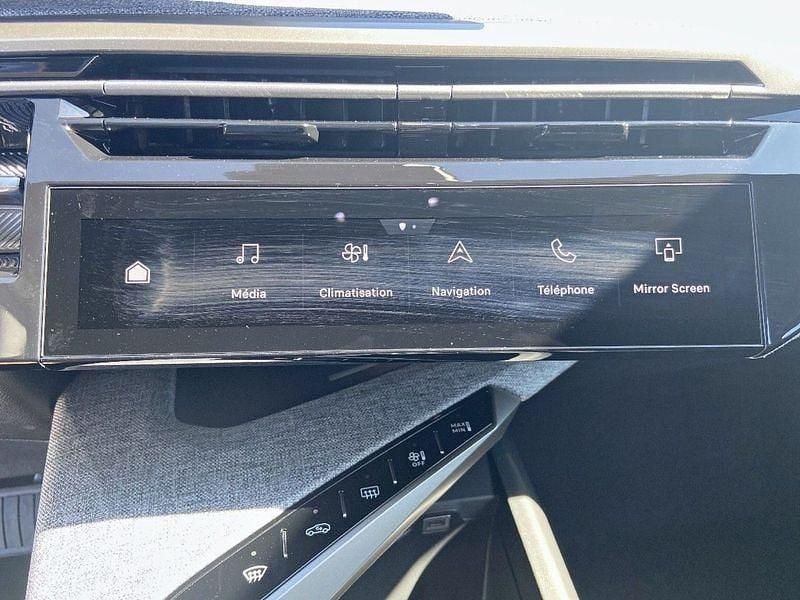 Média
Climatisation
Navigation
Téléphone
Mirror Screen
MAX
MIN
OFF